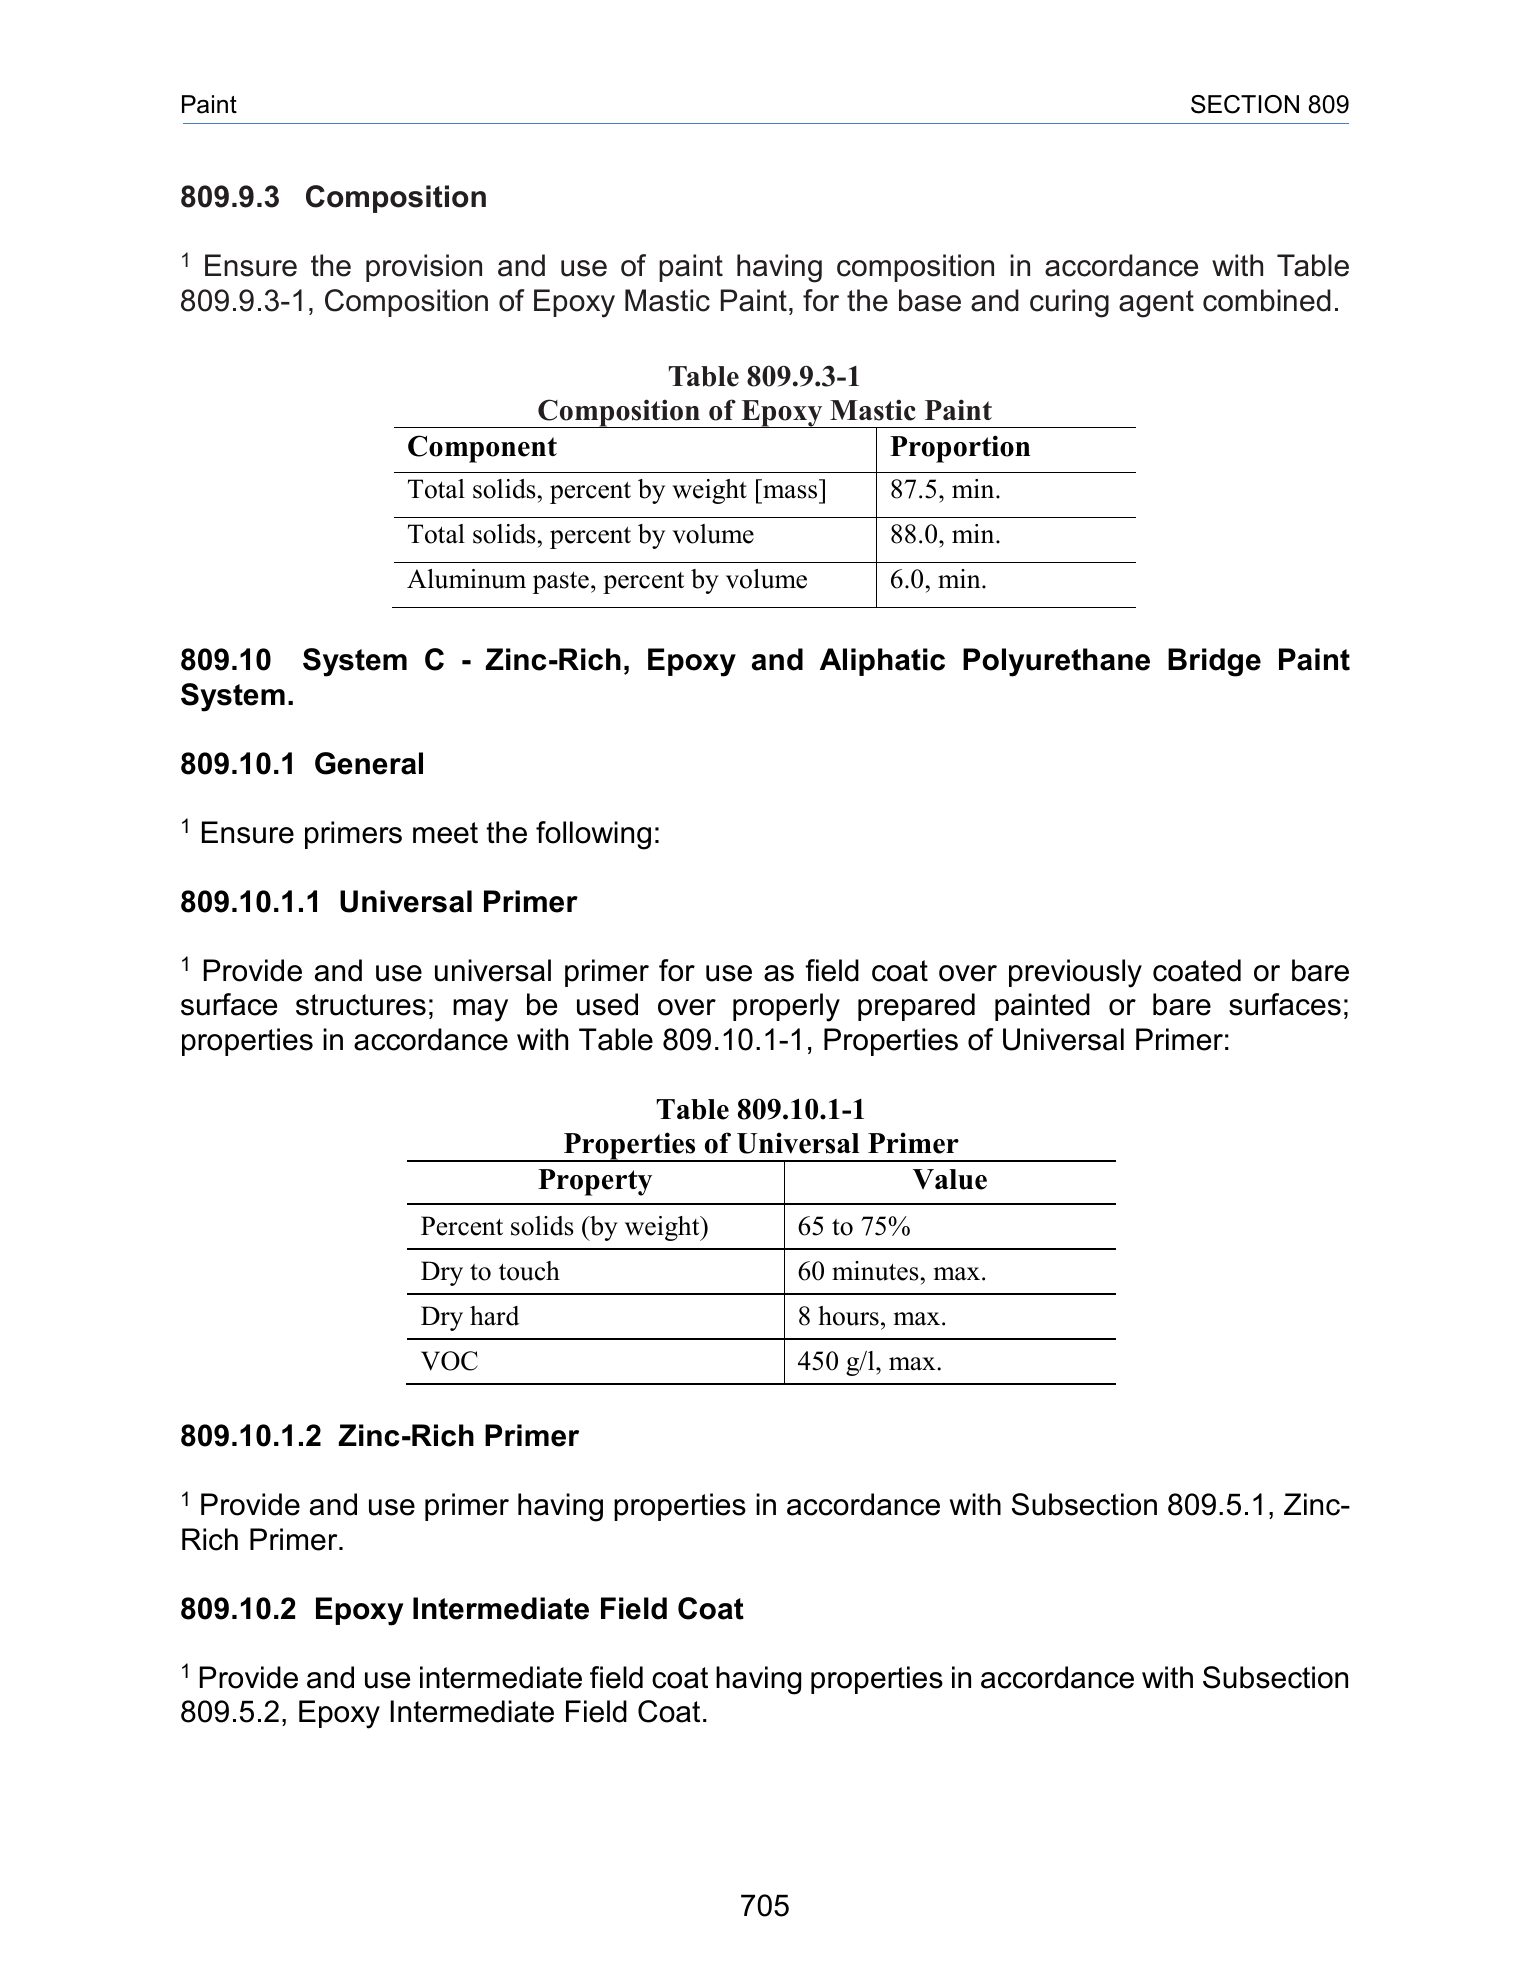 Paint SECTION 809
809.9.3 Composition
1 Ensure the provision and use of paint having composition in accordance with Table
809.9.3-1, Composition of Epoxy Mastic Paint, for the base and curing agent combined.
Table 809.9.3-1
Composition of Epoxy Mastic Paint
Component Proportion
Total solids, percent by weight [mass] 87.5, min.
Total solids, percent by volume 88.0, min.
Aluminum paste, percent by volume 6.0, min.
809.10 System C - Zinc-Rich, Epoxy and Aliphatic Polyurethane Bridge Paint
System.
809.10.1 General
1 Ensure primers meet the following:
809.10.1.1 Universal Primer
1 Provide and use universal primer for use as field coat over previously coated or bare
surface structures; may be used over properly prepared painted or bare surfaces;
properties in accordance with Table 809.10.1-1, Properties of Universal Primer:
Table 809.10.1-1
Properties of Universal Primer
Property Value
Percent solids (by weight) 65 to 75%
Dry to touch 60 minutes, max.
Dry hard 8 hours, max.
VOC 450 g/l, max.
809.10.1.2 Zinc-Rich Primer
1 Provide and use primer having properties in accordance with Subsection 809.5.1, Zinc-
Rich Primer.
809.10.2 Epoxy Intermediate Field Coat
1 Provide and use intermediate field coat having properties in accordance with Subsection
809.5.2, Epoxy Intermediate Field Coat.
705